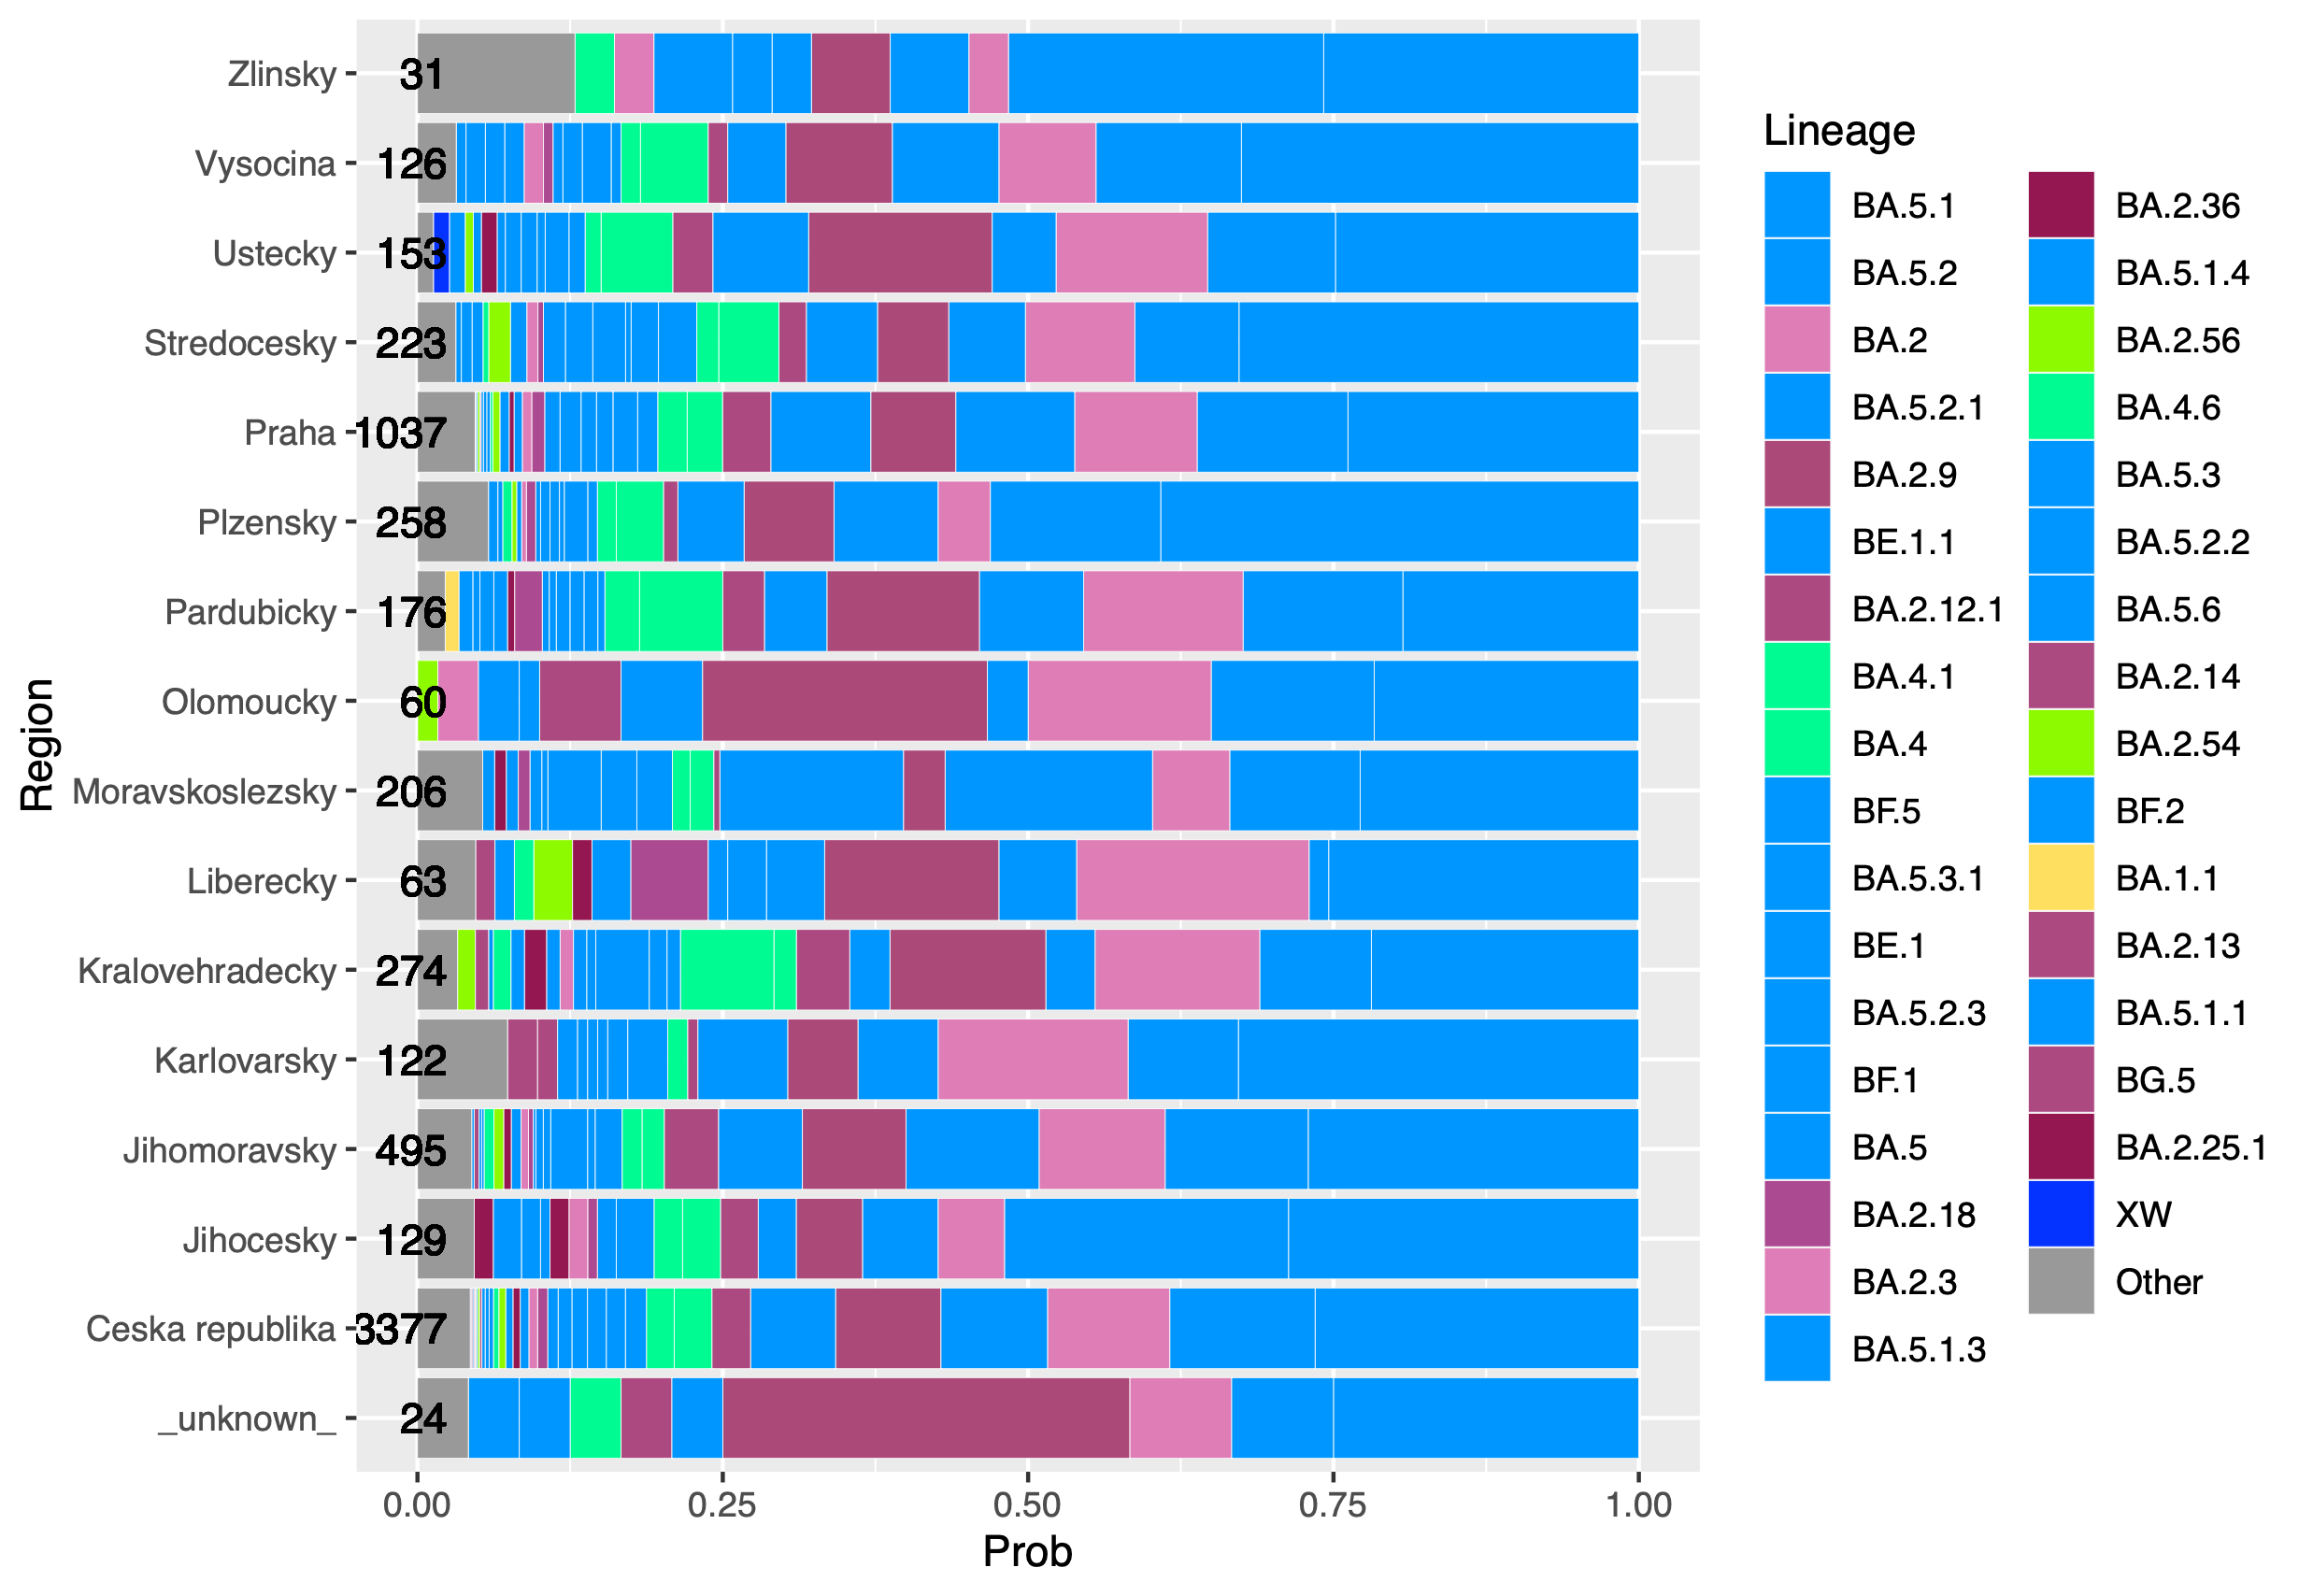 Region
Zlinsky 31
Vysocina 126
Ustecky 153
Stredocesky 223
Praha 1037
Plzensky 258
Pardubicky 176
Olomoucky 60
Moravskoslezsky 206
Liberecky 63
Kralovehradecky 274
Karlovarsky 122
Jihomoravsky 495
Jihocesky 129
Ceska republika 3377
_unknown_ 24
0.00 0.25 0.50 0.75 1.00
Prob
Lineage
BA.5.1
BA.5.2
BA.2
BA.5.2.1
BA.2.9
BE.1.1
BA.2.12.1
BA.4.1
BA.4
BF.5
BA.5.3.1
BE.1
BA.5.2.3
BF.1
BA.5
BA.2.18
BA.2.3
BA.5.1.3
BA.2.36
BA.5.1.4
BA.2.56
BA.4.6
BA.5.3
BA.5.2.2
BA.5.6
BA.2.14
BA.2.54
BF.2
BA.1.1
BA.2.13
BA.5.1.1
BG.5
BA.2.25.1
XW
Other